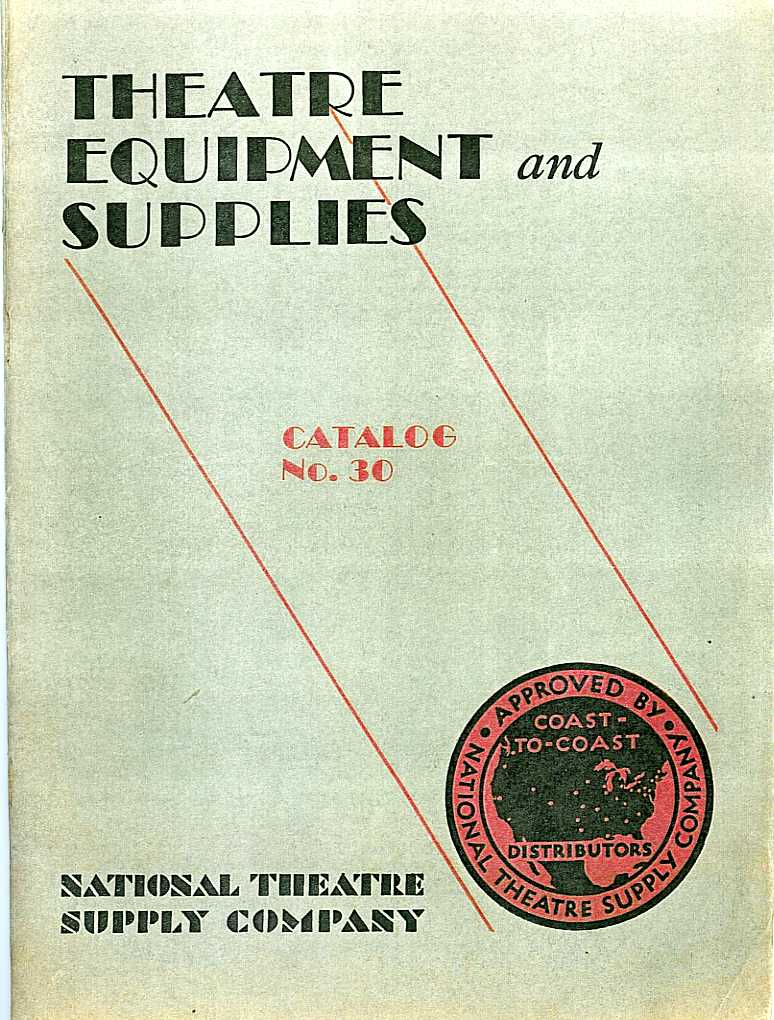 THEATRE
EQUIPMENT and
SUPPLIES
CATALOG
No. 30
APPROVED BY
COAST-
TO-COAST
DISTRIBUTORS
NATIONAL THEATRE SUPPLY COMPANY
NATIONAL THEATRE
SUPPLY COMPANY